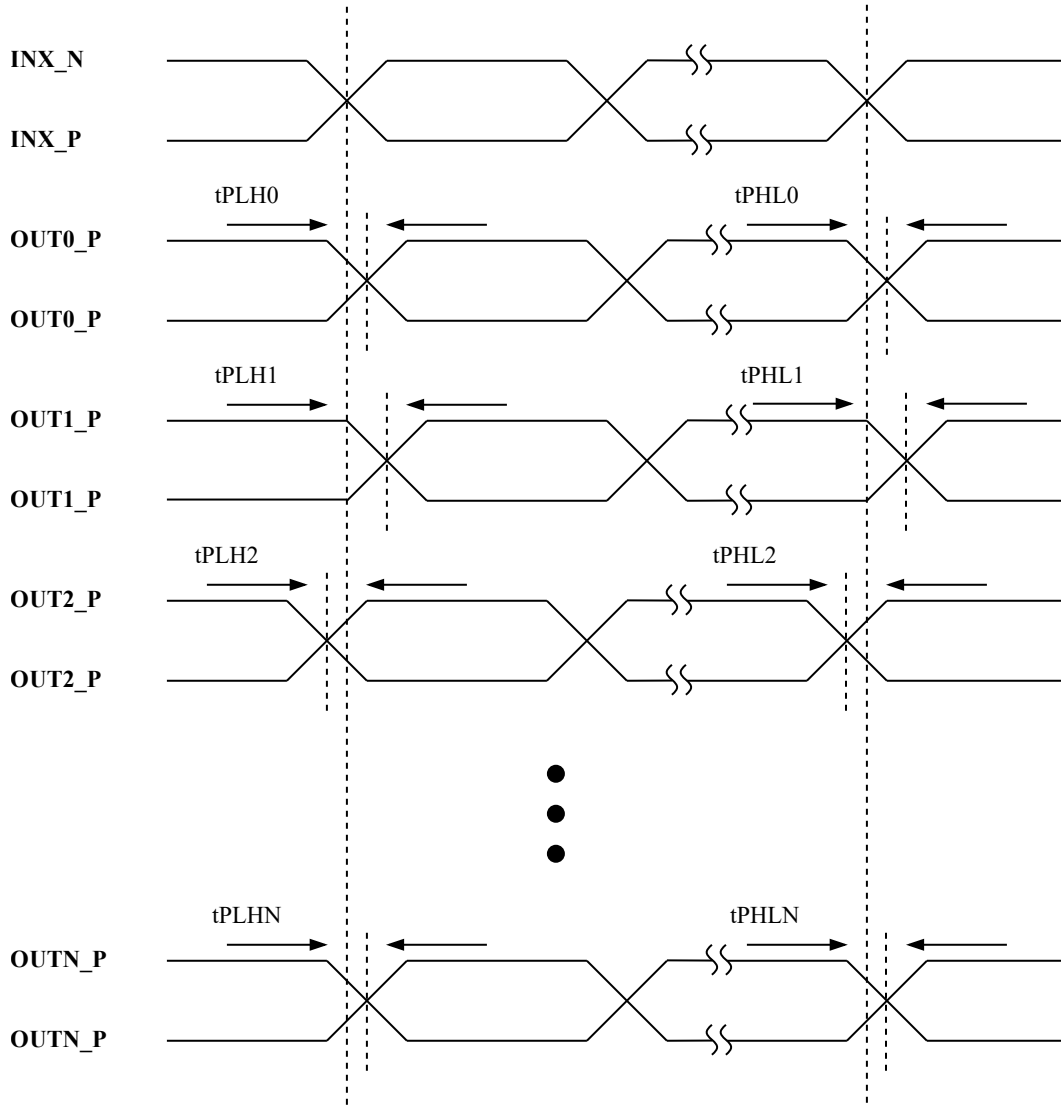 INX_N
INX_P
tPLH0 tPHL0
OUT0_P
OUT0_P
tPLH1 tPHL1
OUT1_P
OUT1_P
tPLH2 tPHL2
OUT2_P
OUT2_P
tPLHN tPHLN
OUTN_P
OUTN_P